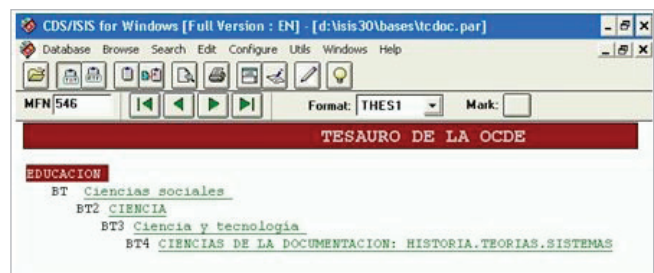 CDS/ISIS for Windows [Full Version : EN] - [d:\isis30\bases\tcdoc.par]
Database Browse Search Edit Configure Utils Windows Help
MFN 546 Format: THES1 Mark:
TESAURO DE LA OCDE
EDUCACION
BT Ciencias sociales
BT2 CIENCIA
BT3 Ciencia y tecnología
BT4 CIENCIAS DE LA DOCUMENTACION: HISTORIA.TEORIAS.SISTEMAS